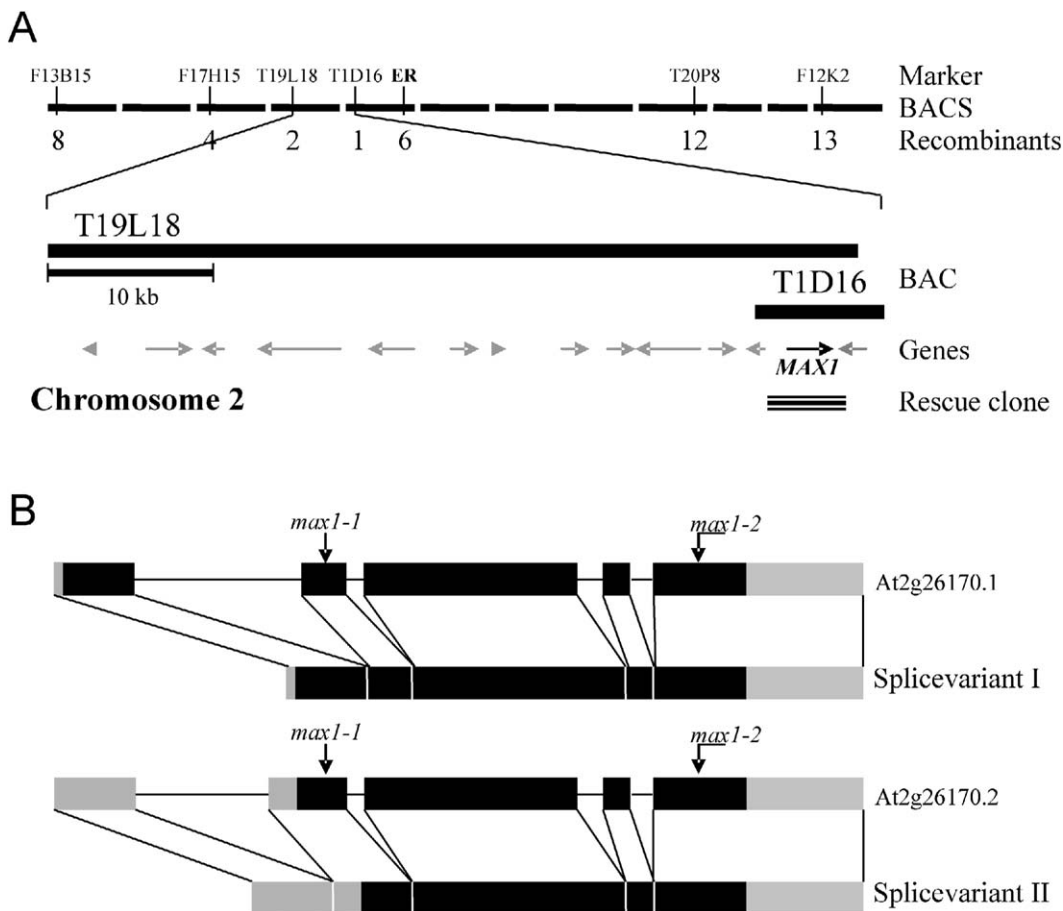 A
F13B15 F17H15 T19L18 T1D16 ER T20P8 F12K2 Marker
BACS
8 4 2 1 6 12 13 Recombinants
T19L18
10 kb
T1D16 BAC
Genes
MAX1
Chromosome 2 Rescue clone
B
max1-1 max1-2
At2g26170.1
Splicevariant I
max1-1 max1-2
At2g26170.2
Splicevariant II